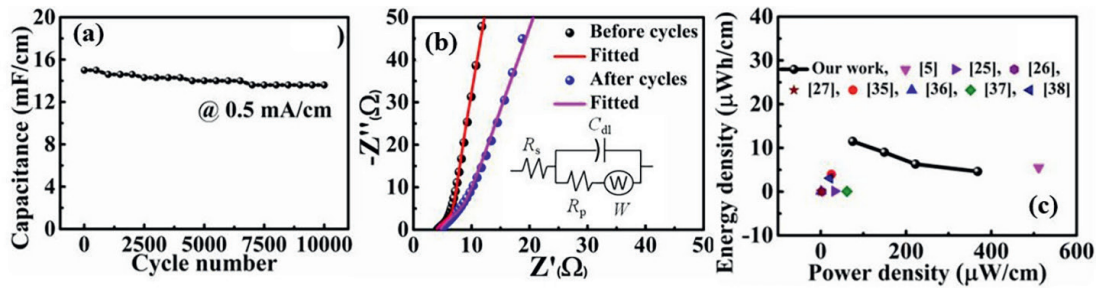 (a)
)
Capacitance (mF/cm)
20
16
12
8
4
0
@ 0.5 mA/cm
0 2500 5000 7500 10000
Cycle number
(b)
-Z''(Ω)
50
40
30
20
10
0
Before cycles
Fitted
After cycles
Fitted
Cdl
Rs
Rp
W
W
0 10 20 30 40 50
Z'(Ω)
Energy density (μWh/cm)
40
30
20
10
0
-10
Our work, [5] [25], [26],
[27], [35], [36], [37], [38]
(c)
0 200 400 600
Power density (μW/cm)